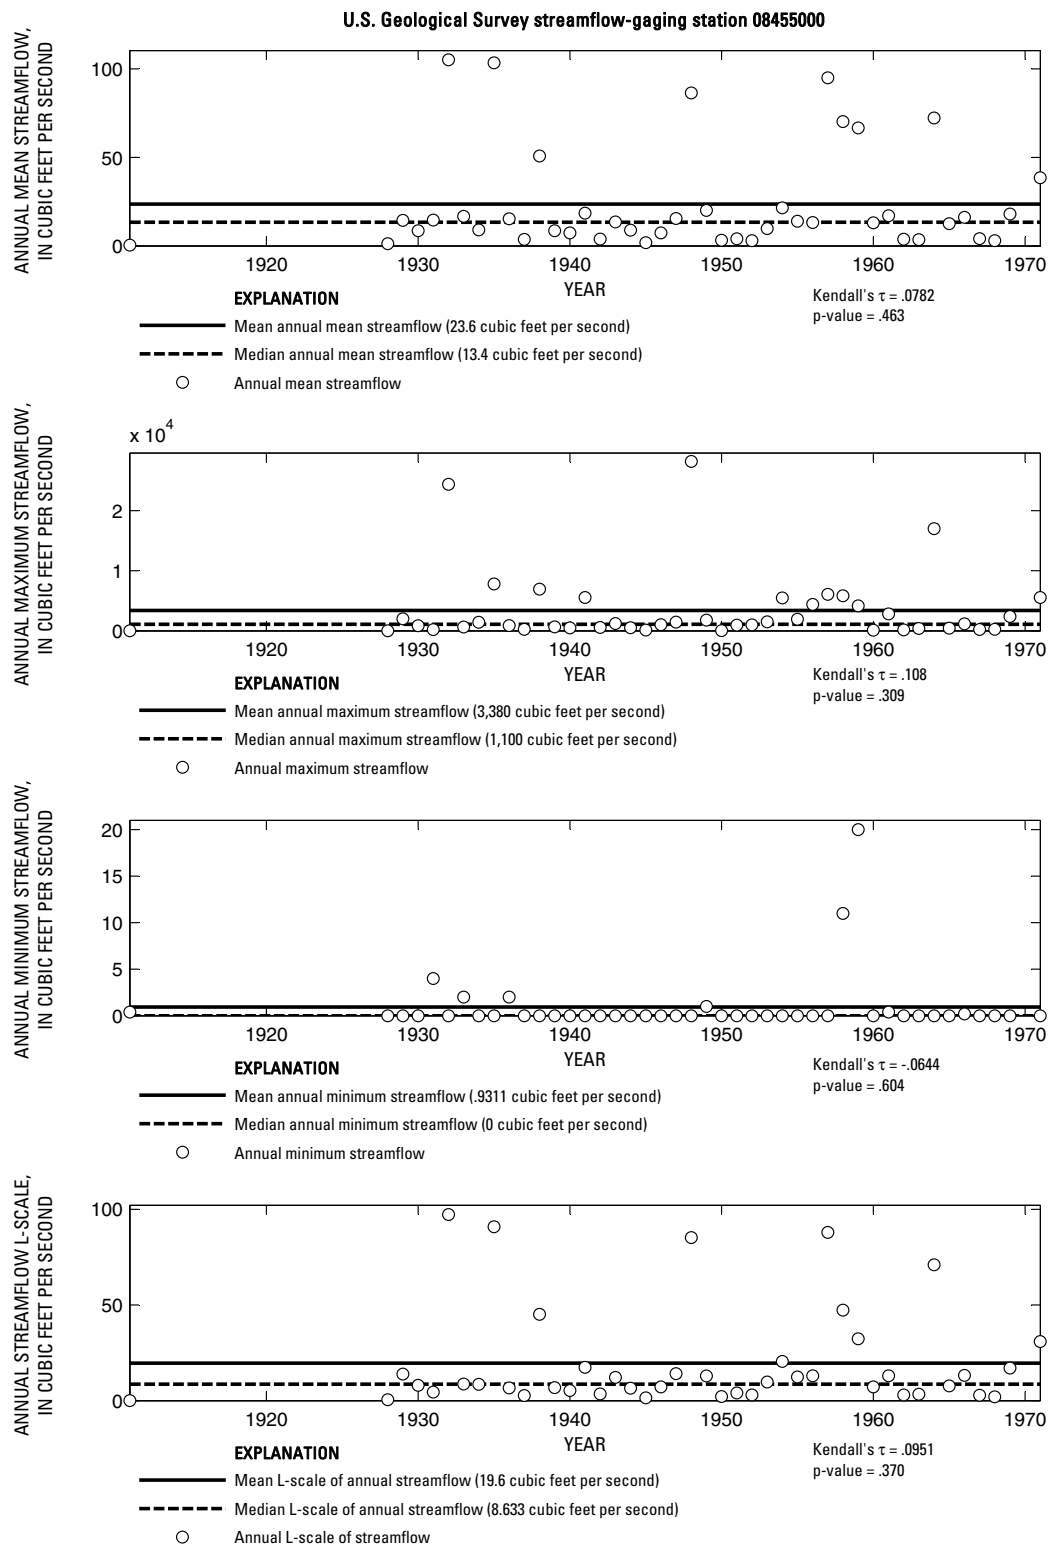 U.S. Geological Survey streamflow-gaging station 08455000
ANNUAL MEAN STREAMFLOW,
IN CUBIC FEET PER SECOND
100
50
0
1920 1930 1940 1950 1960 1970
YEAR
Kendall's τ = .0782
p-value = .463
EXPLANATION
Mean annual mean streamflow (23.6 cubic feet per second)
Median annual mean streamflow (13.4 cubic feet per second)
Annual mean streamflow
ANNUAL MAXIMUM STREAMFLOW,
IN CUBIC FEET PER SECOND
x 10^4
2
1
0
1920 1930 1940 1950 1960 1970
YEAR
Kendall's τ = .108
p-value = .309
EXPLANATION
Mean annual maximum streamflow (3,380 cubic feet per second)
Median annual maximum streamflow (1,100 cubic feet per second)
Annual maximum streamflow
ANNUAL MINIMUM STREAMFLOW,
IN CUBIC FEET PER SECOND
20
15
10
5
0
1920 1930 1940 1950 1960 1970
YEAR
Kendall's τ = -.0644
p-value = .604
EXPLANATION
Mean annual minimum streamflow (.9311 cubic feet per second)
Median annual minimum streamflow (0 cubic feet per second)
Annual minimum streamflow
ANNUAL STREAMFLOW L-SCALE,
IN CUBIC FEET PER SECOND
100
50
0
1920 1930 1940 1950 1960 1970
YEAR
Kendall's τ = .0951
p-value = .370
EXPLANATION
Mean L-scale of annual streamflow (19.6 cubic feet per second)
Median L-scale of annual streamflow (8.633 cubic feet per second)
Annual L-scale of streamflow